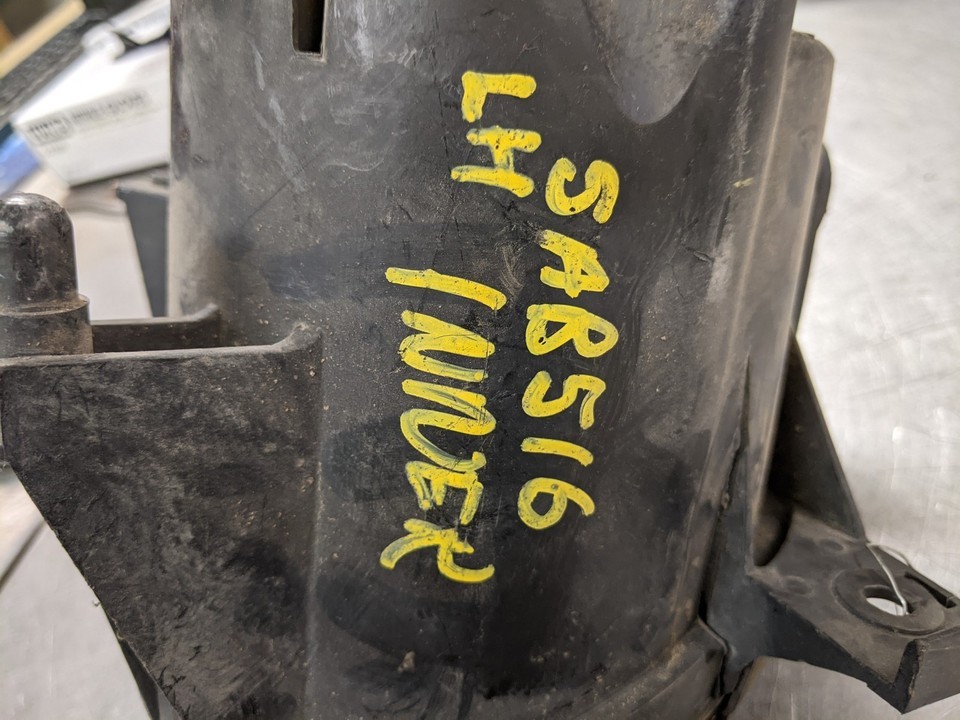 LH
SAB516
INNER